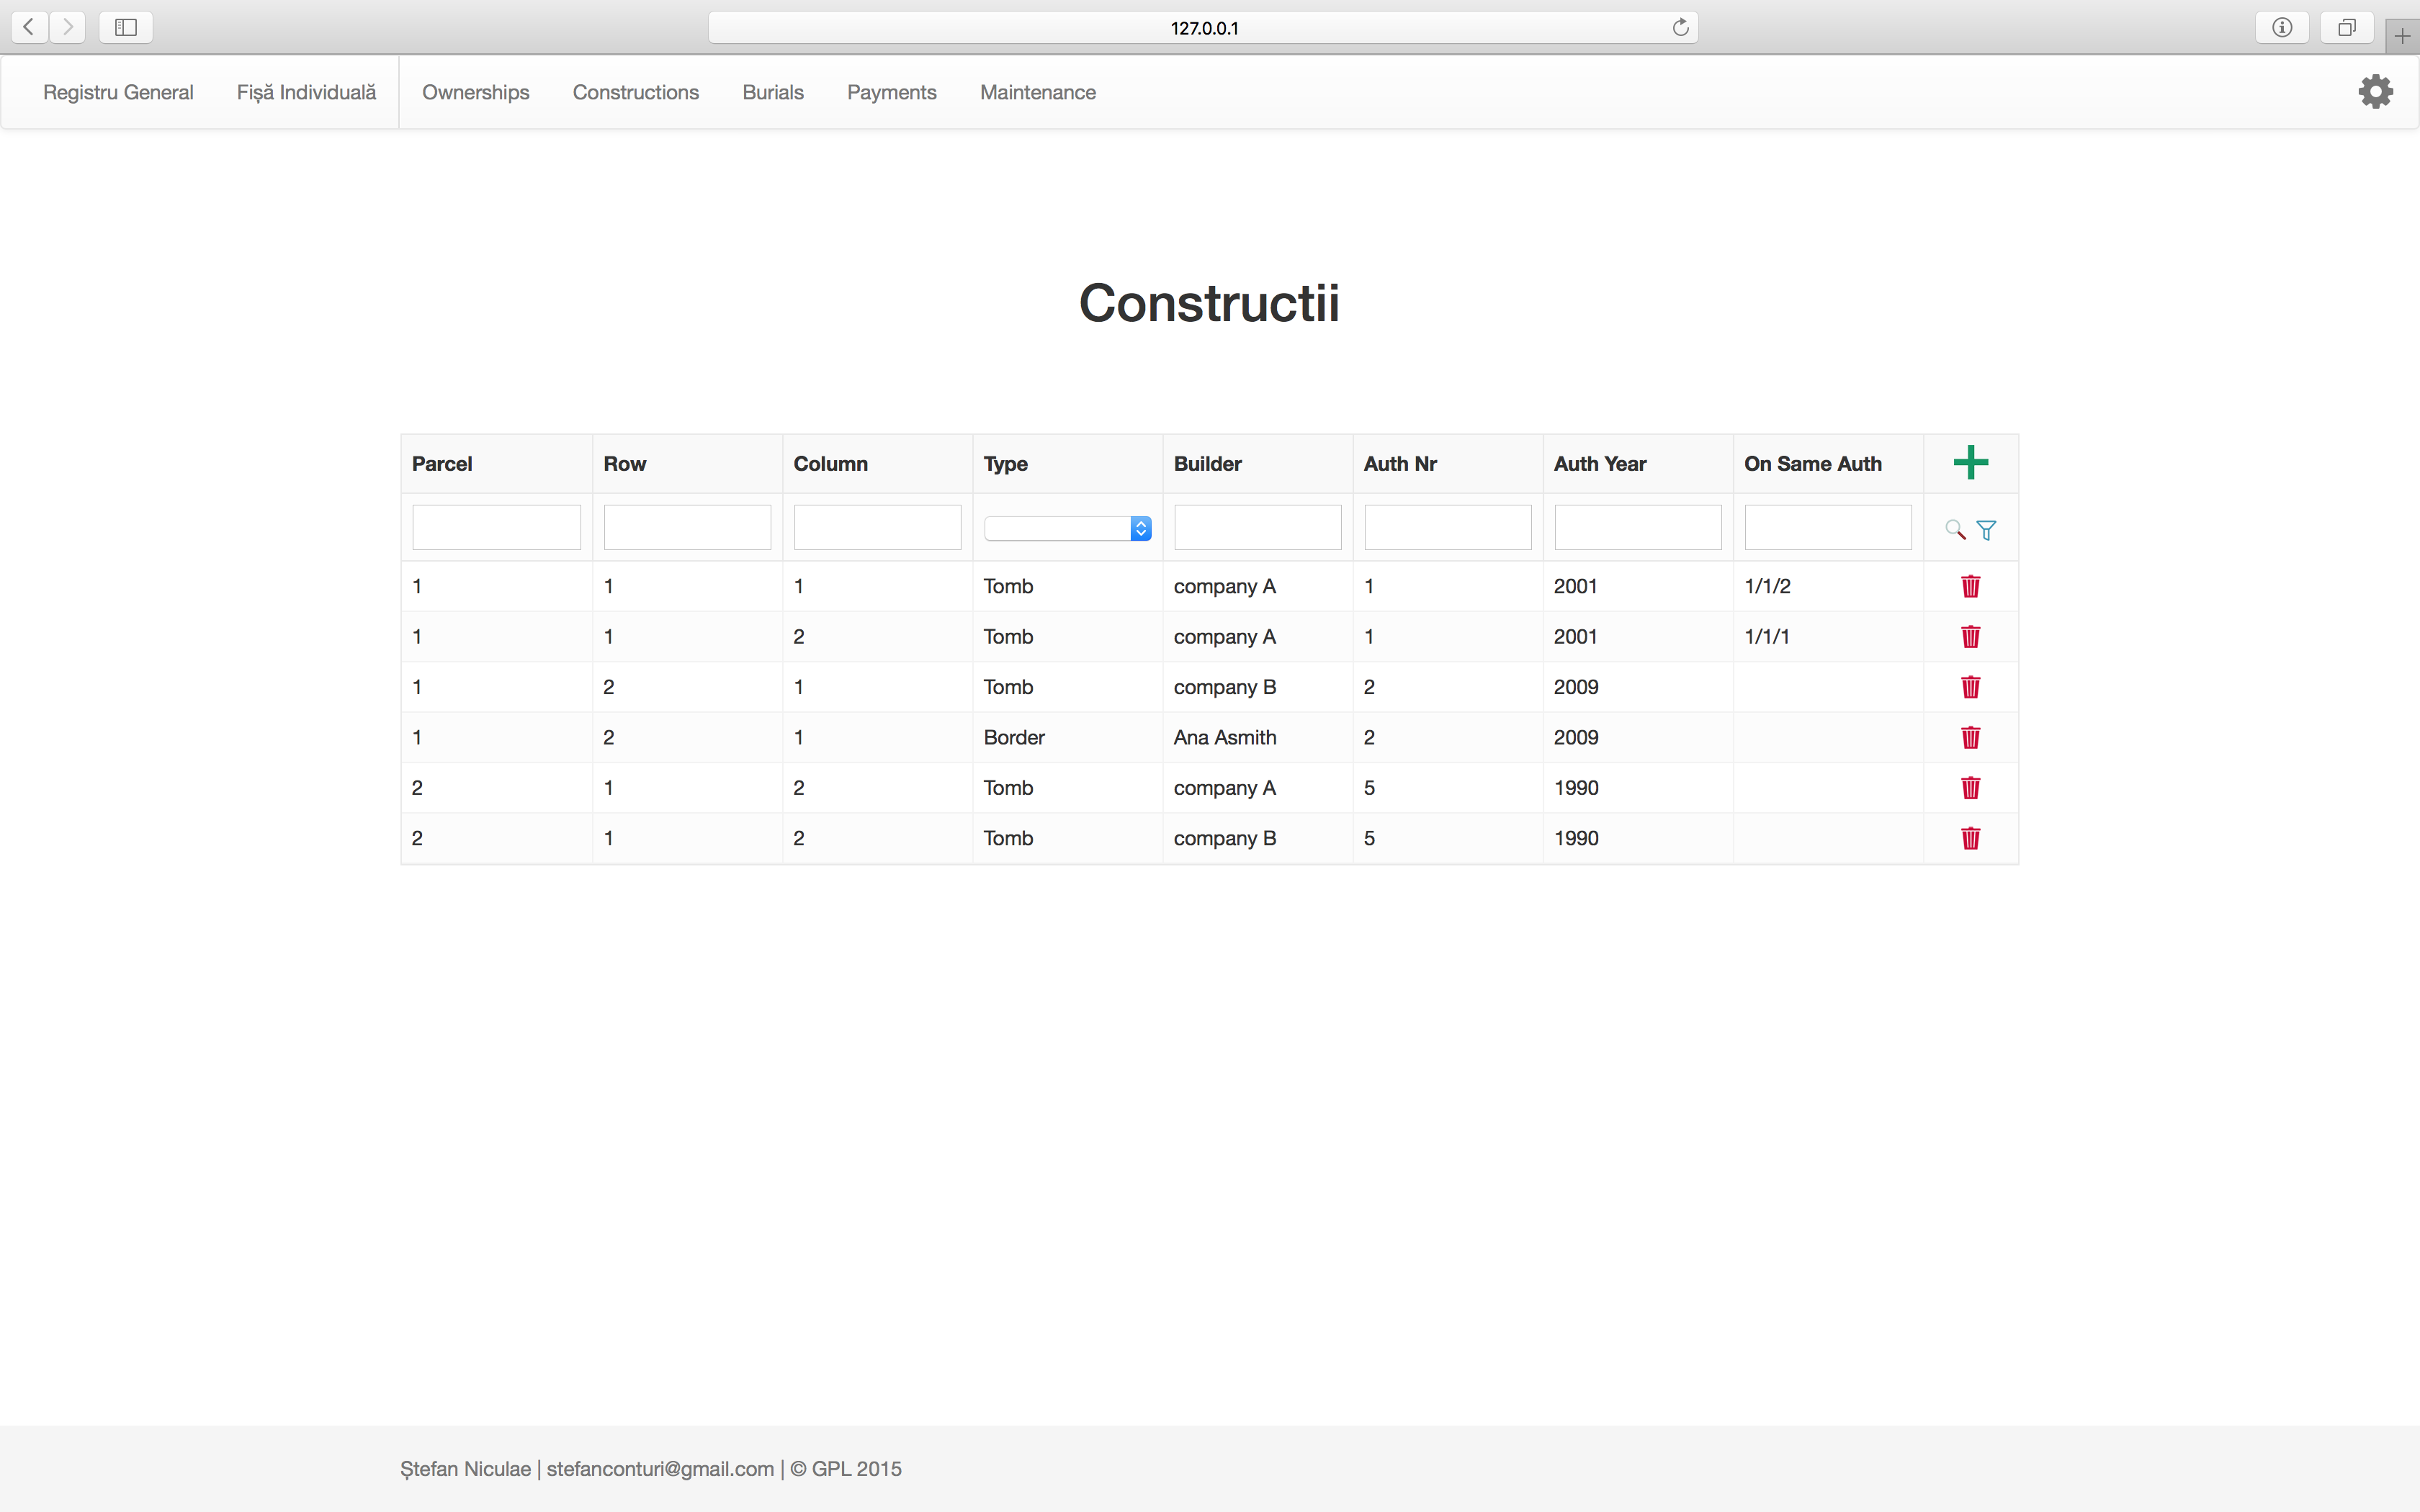 127.0.0.1
Registru General Fișă Individuală Ownerships Constructions Burials Payments Maintenance
Constructii
Parcel Row Column Type Builder Auth Nr Auth Year On Same Auth
1 1 1 Tomb company A 1 2001 1/1/2
1 1 2 Tomb company A 1 2001 1/1/1
1 2 1 Tomb company B 2 2009
1 2 1 Border Ana Asmith 2 2009
2 1 2 Tomb company A 5 1990
2 1 2 Tomb company B 5 1990
Ștefan Niculae | stefanconturi@gmail.com | © GPL 2015